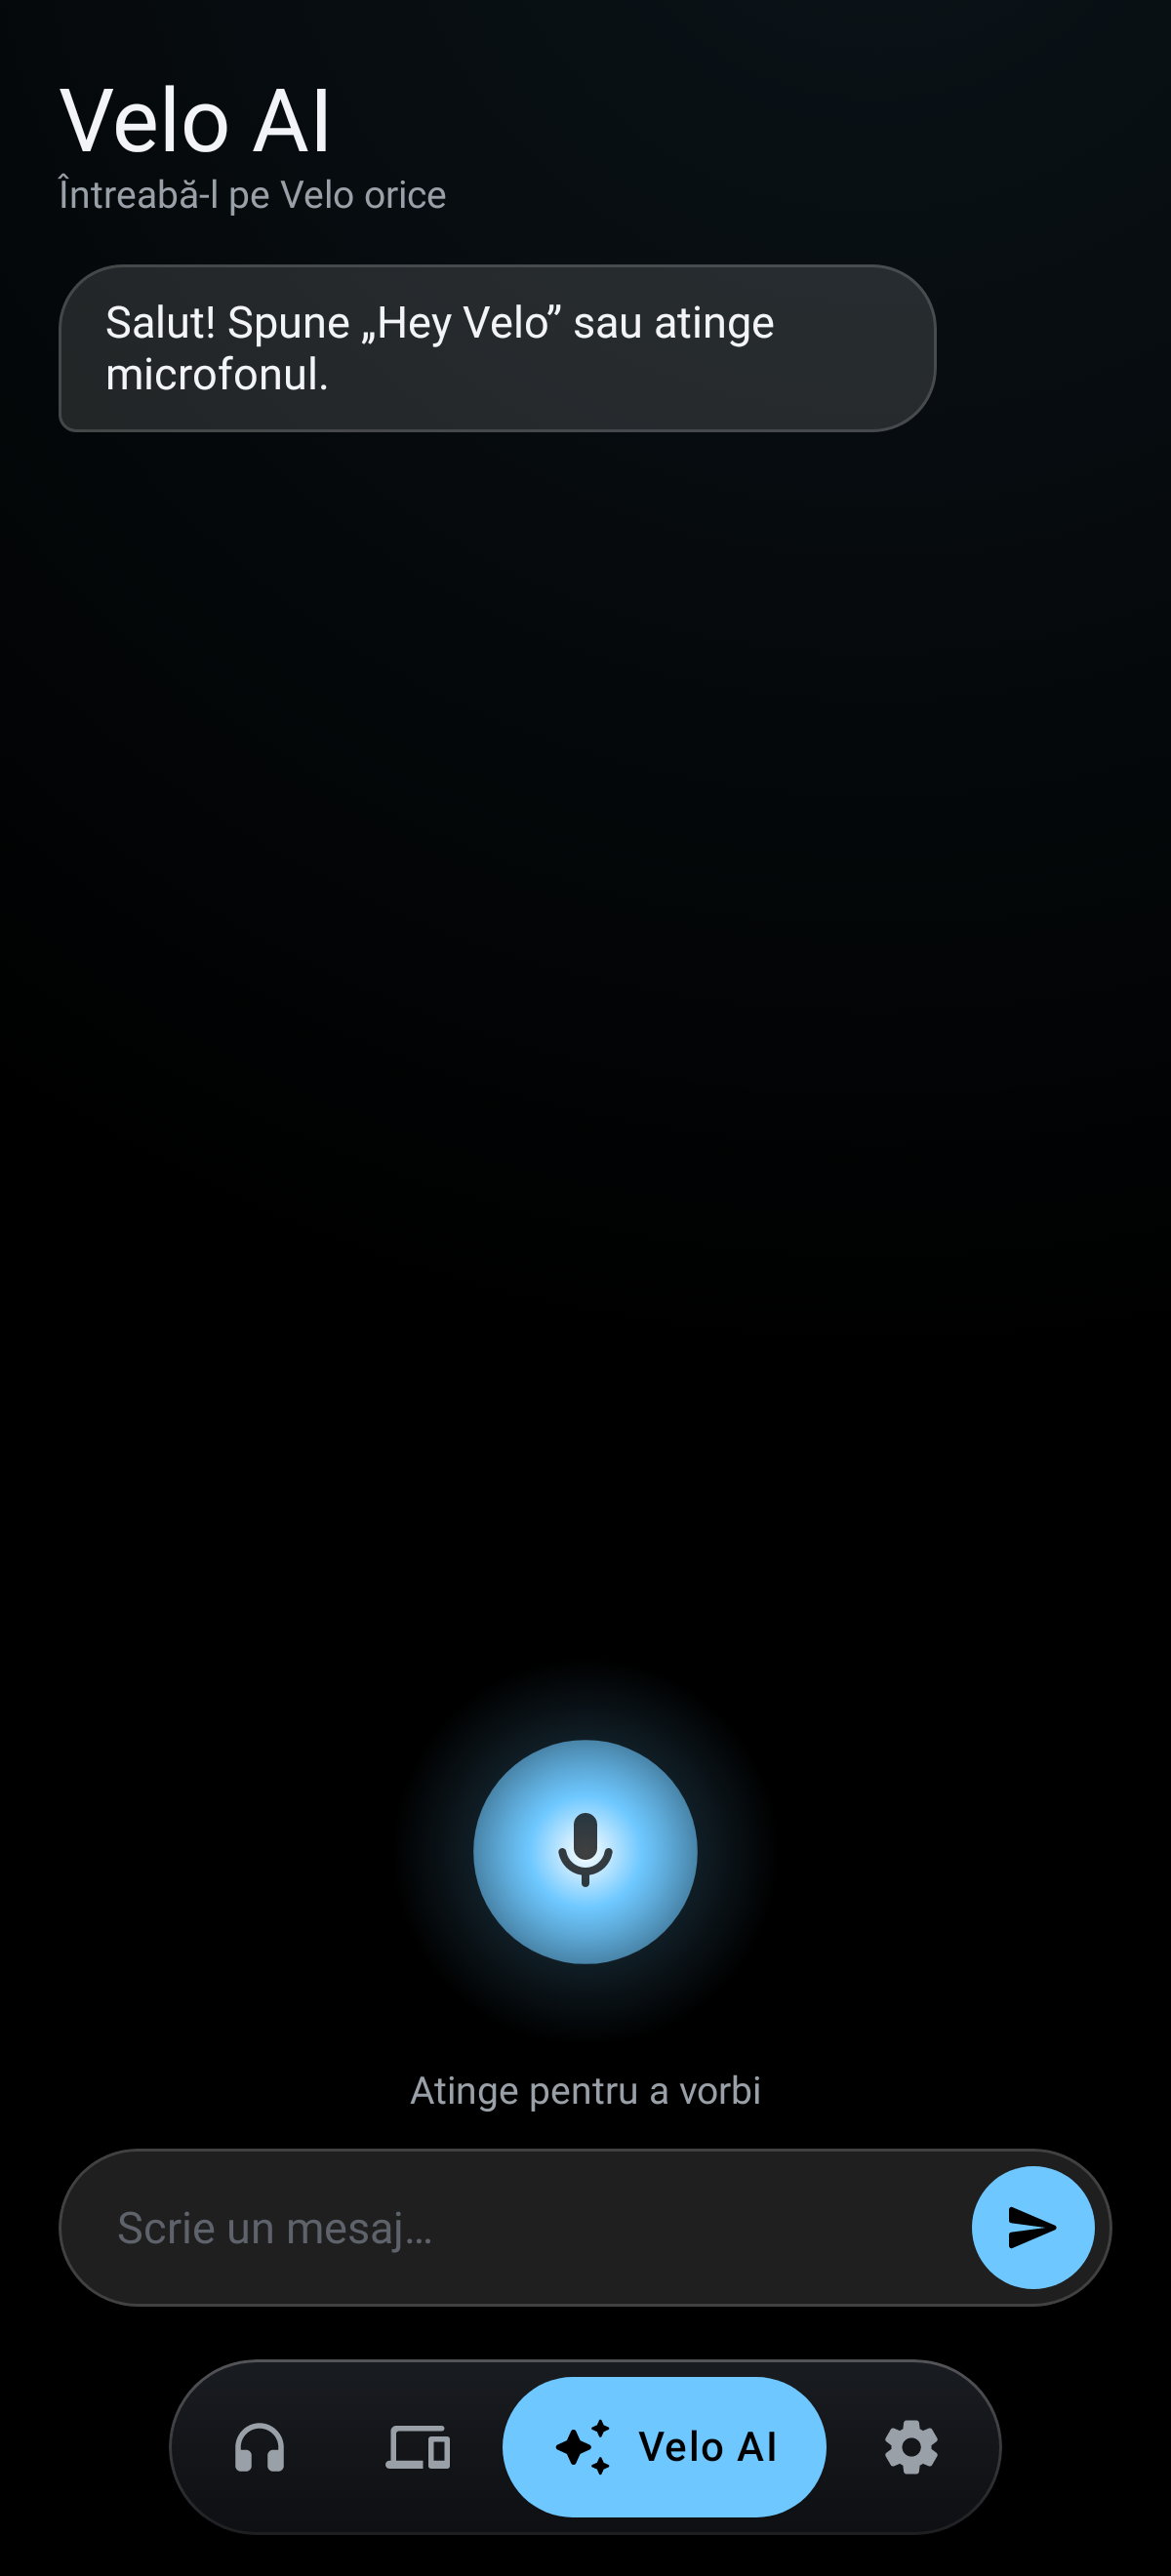 Velo AI
Întreabă-l pe Velo orice
Salut! Spune „Hey Velo” sau atinge
microfonul.
Atinge pentru a vorbi
Scrie un mesaj…
Velo AI